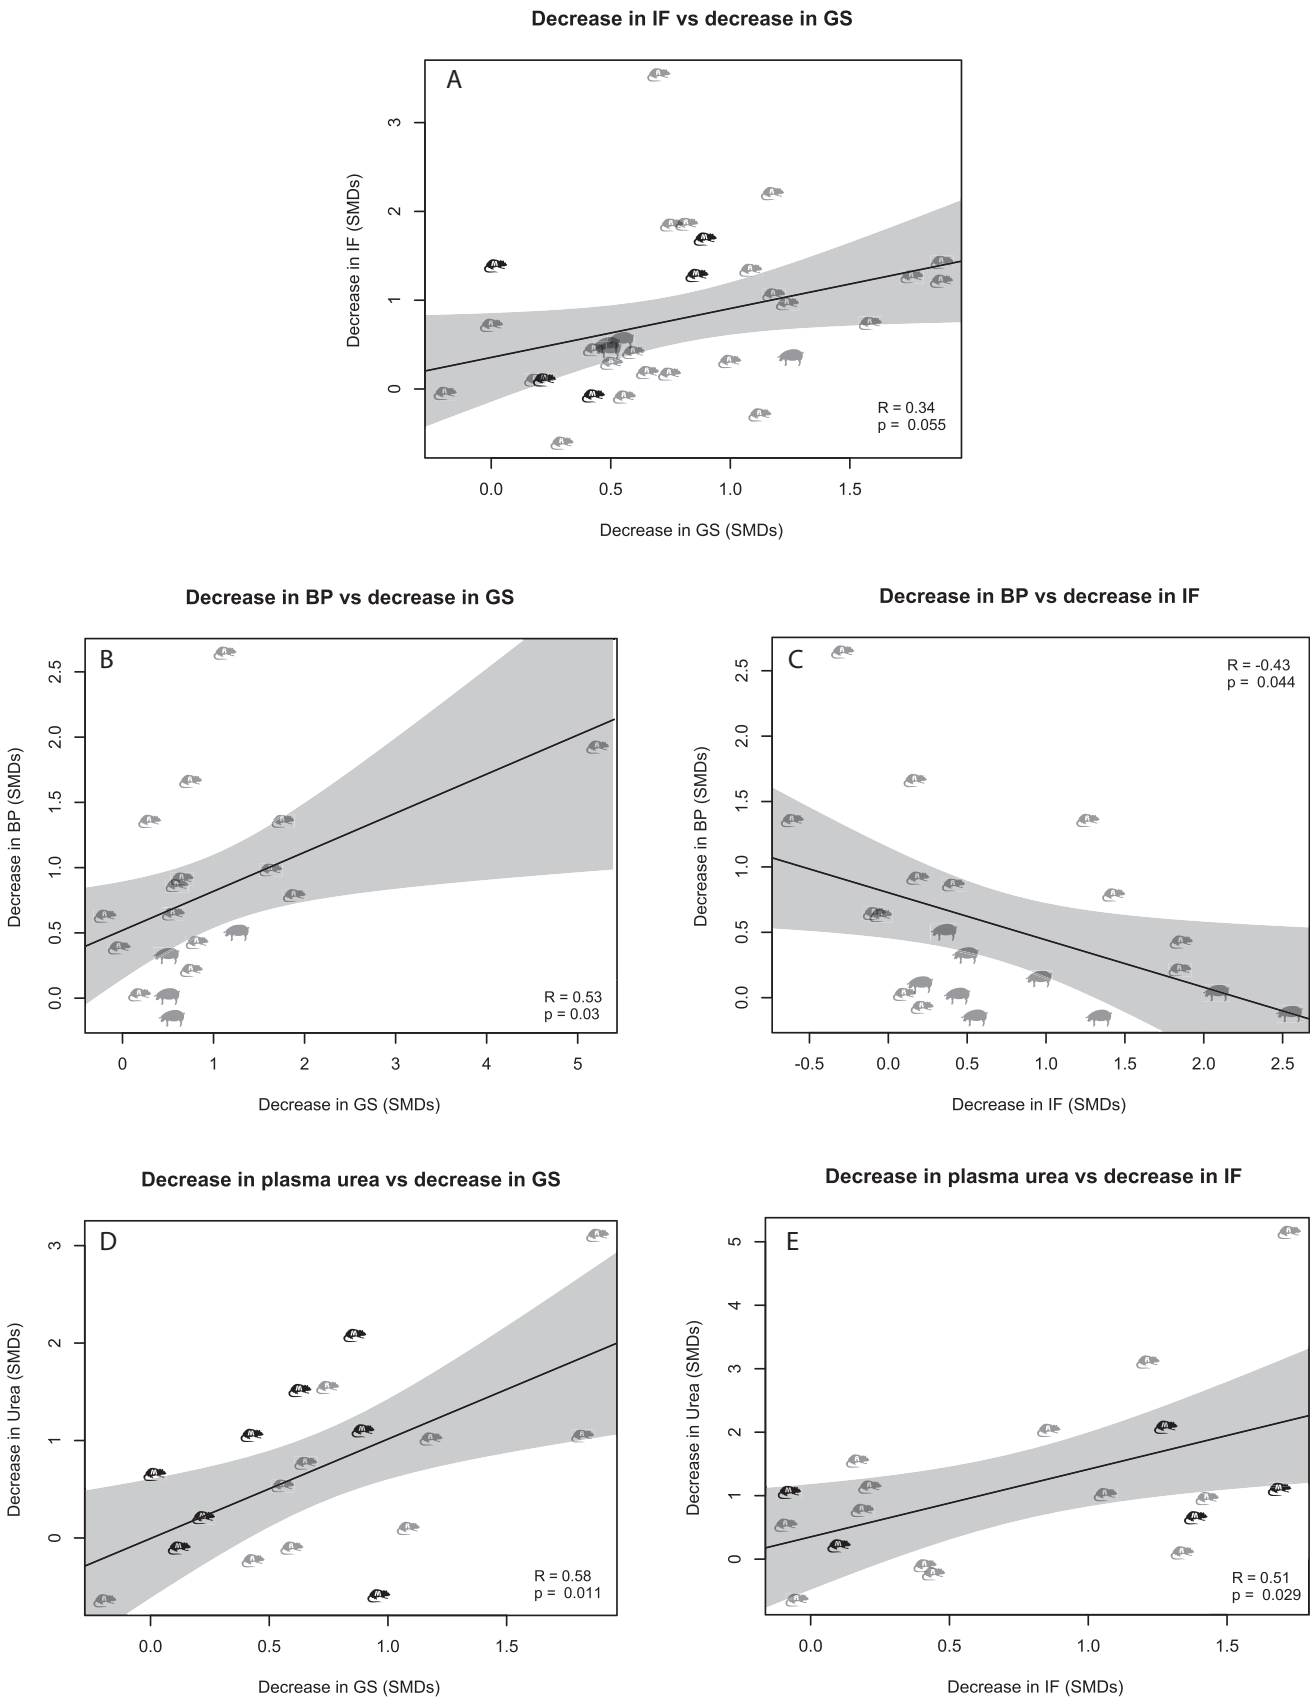 Decrease in IF vs decrease in GS
A
Decrease in IF (SMDs)
3
2
1
0
R = 0.34
p = 0.055
0.0 0.5 1.0 1.5
Decrease in GS (SMDs)
Decrease in BP vs decrease in GS
B
Decrease in BP (SMDs)
2.5
2.0
1.5
1.0
0.5
0.0
R = 0.53
p = 0.03
0 1 2 3 4 5
Decrease in GS (SMDs)
Decrease in BP vs decrease in IF
C
R = -0.43
p = 0.044
Decrease in BP (SMDs)
2.5
2.0
1.5
1.0
0.5
0.0
-0.5 0.0 0.5 1.0 1.5 2.0 2.5
Decrease in IF (SMDs)
Decrease in plasma urea vs decrease in GS
D
Decrease in Urea (SMDs)
3
2
1
0
R = 0.58
p = 0.011
0.0 0.5 1.0 1.5
Decrease in GS (SMDs)
Decrease in plasma urea vs decrease in IF
E
Decrease in Urea (SMDs)
5
4
3
2
1
0
R = 0.51
p = 0.029
0.0 0.5 1.0 1.5
Decrease in IF (SMDs)